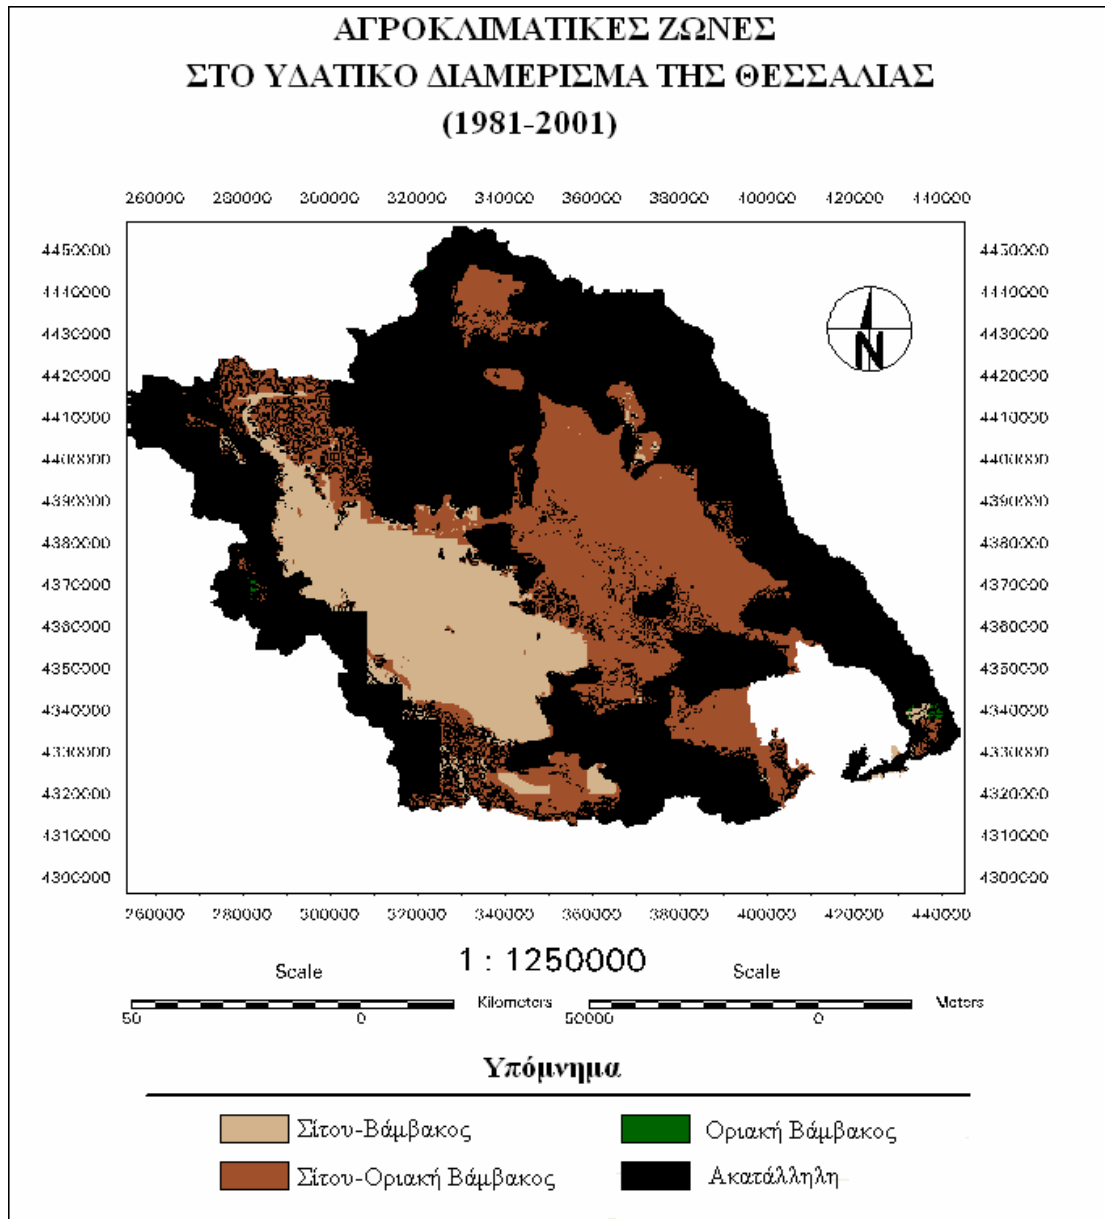 ΑΓΡΟΚΛΙΜΑΤΙΚΕΣ ΖΩΝΕΣ
ΣΤΟ ΥΔΑΤΙΚΟ ΔΙΑΜΕΡΙΣΜΑ ΤΗΣ ΘΕΣΣΑΛΙΑΣ
(1981-2001)
260000 280000 300000 320000 340000 360000 380000 400000 420000 440000
4450000 4450000
4440000 4440000
4430000 4430000
N
4420000 4420000
4410000 4410000
4400000 4400000
4390000 4390000
4380000 4380000
4370000 4370000
4360000 4360000
4350000 4350000
4340000 4340000
4330000 4330000
4320000 4320000
4310000 4310000
4300000 4300000
260000 280000 300000 320000 340000 360000 380000 400000 420000 440000
Scale 1 : 1250000 Scale
Kilometers Meters
50 0 50000 0
Υπόμνημα
Σίτου-Βάμβακος Οριακή Βάμβακος
Σίτου-Οριακή Βάμβακος Ακατάλληλη